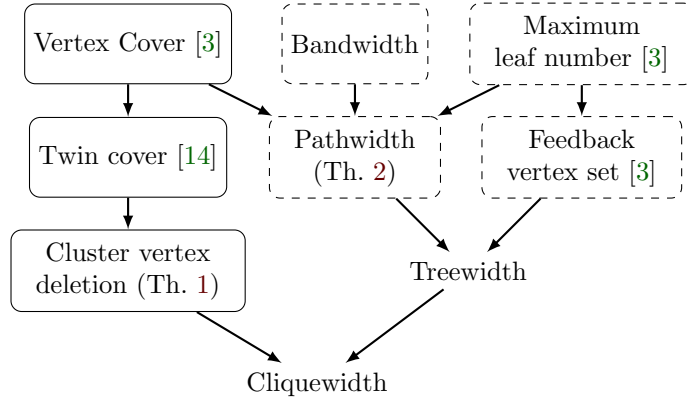 Vertex Cover [3]
Bandwidth
Maximum
leaf number [3]
Twin cover [14]
Pathwidth
(Th. 2)
Feedback
vertex set [3]
Cluster vertex
deletion (Th. 1)
Treewidth
Cliquewidth